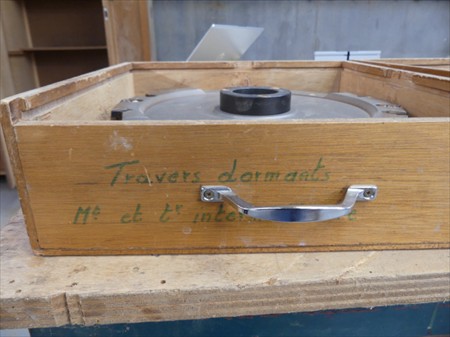 Travers dormants
Mt et tr